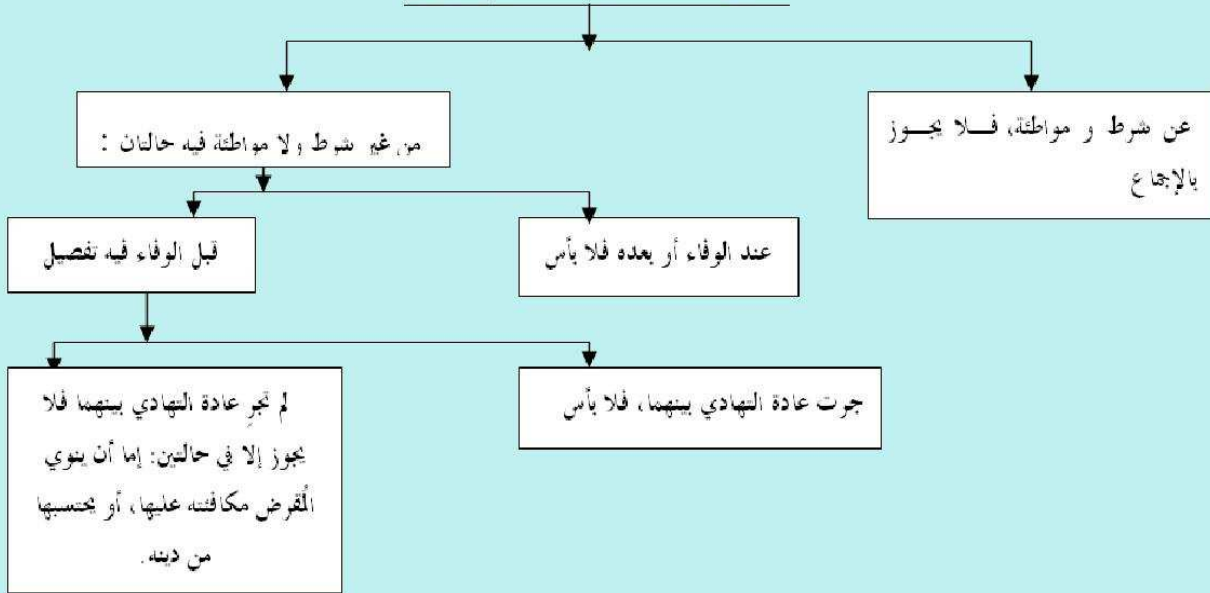 عن شرط و مواطئة، فلا يجوز
بالإجماع
من غير شرط ولا مواطئة فيه حالتان :
عند الوفاء أو بعده فلا بأس
قبل الوفاء فيه تفصيل
جرت عادة التهادي بينهما، فلا بأس
لم تجرِ عادة التهادي بينهما فلا
يجوز إلا في حالتين: إما أن ينوي
المُقرض مكافئته عليها، أو يحتسبها
من دينه.